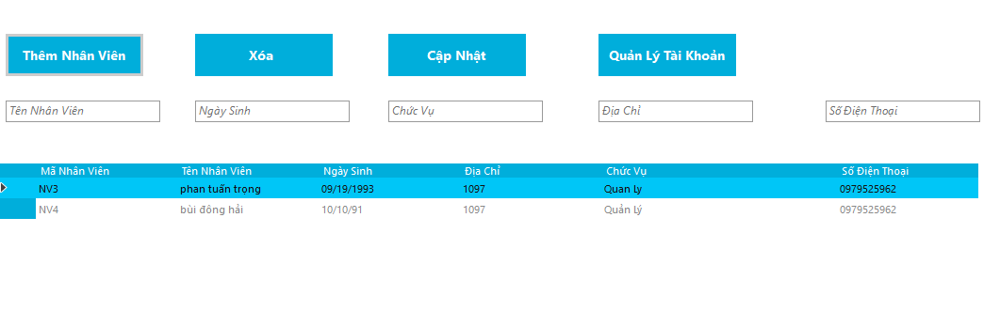 Thêm Nhân Viên Xóa Cập Nhật Quản Lý Tài Khoản
Tên Nhân Viên Ngày Sinh Chức Vụ Địa Chỉ Số Điện Thoại
Mã Nhân Viên Tên Nhân Viên Ngày Sinh Địa Chỉ Chức Vụ Số Điện Thoại
NV3 phan tuấn trọng 09/19/1993 1097 Quan Ly 0979525962
NV4 bùi đông hải 10/10/91 1097 Quản Lý 0979525962